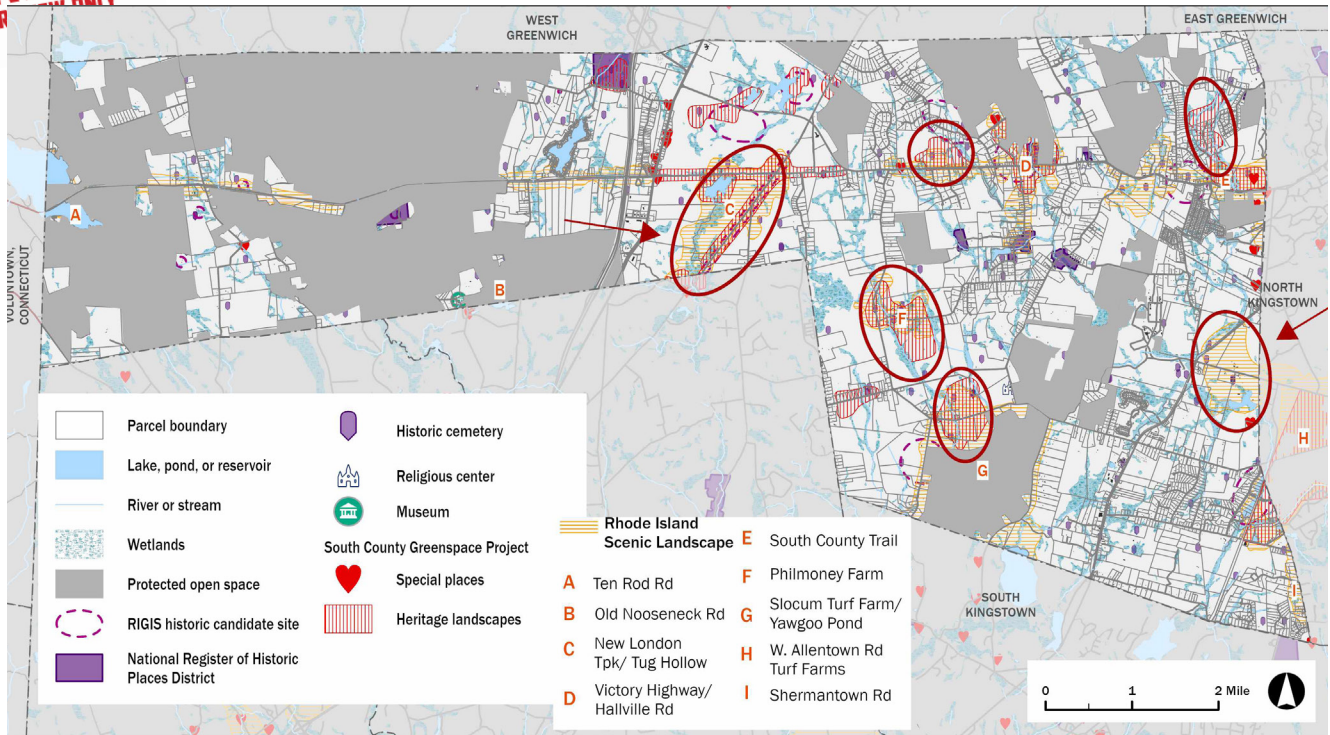 WEST
GREENWICH
EAST GREENWICH
VOLUNTOWN,
CONNECTICUT
A
B
C
D
E
F
G
H
I
NORTH
KINGSTOWN
SOUTH
KINGSTOWN
Parcel boundary
Lake, pond, or reservoir
River or stream
Wetlands
Protected open space
RIGIS historic candidate site
National Register of Historic
Places District
Historic cemetery
Religious center
Museum
South County Greenspace Project
Special places
Heritage landscapes
Rhode Island
Scenic Landscape
A Ten Rod Rd
B Old Nooseneck Rd
C New London
Tpk/ Tug Hollow
D Victory Highway/
Hallville Rd
E South County Trail
F Philmoney Farm
G Slocum Turf Farm/
Yawgoo Pond
H W. Allentown Rd
Turf Farms
I Shermantown Rd
0 1 2 Mile